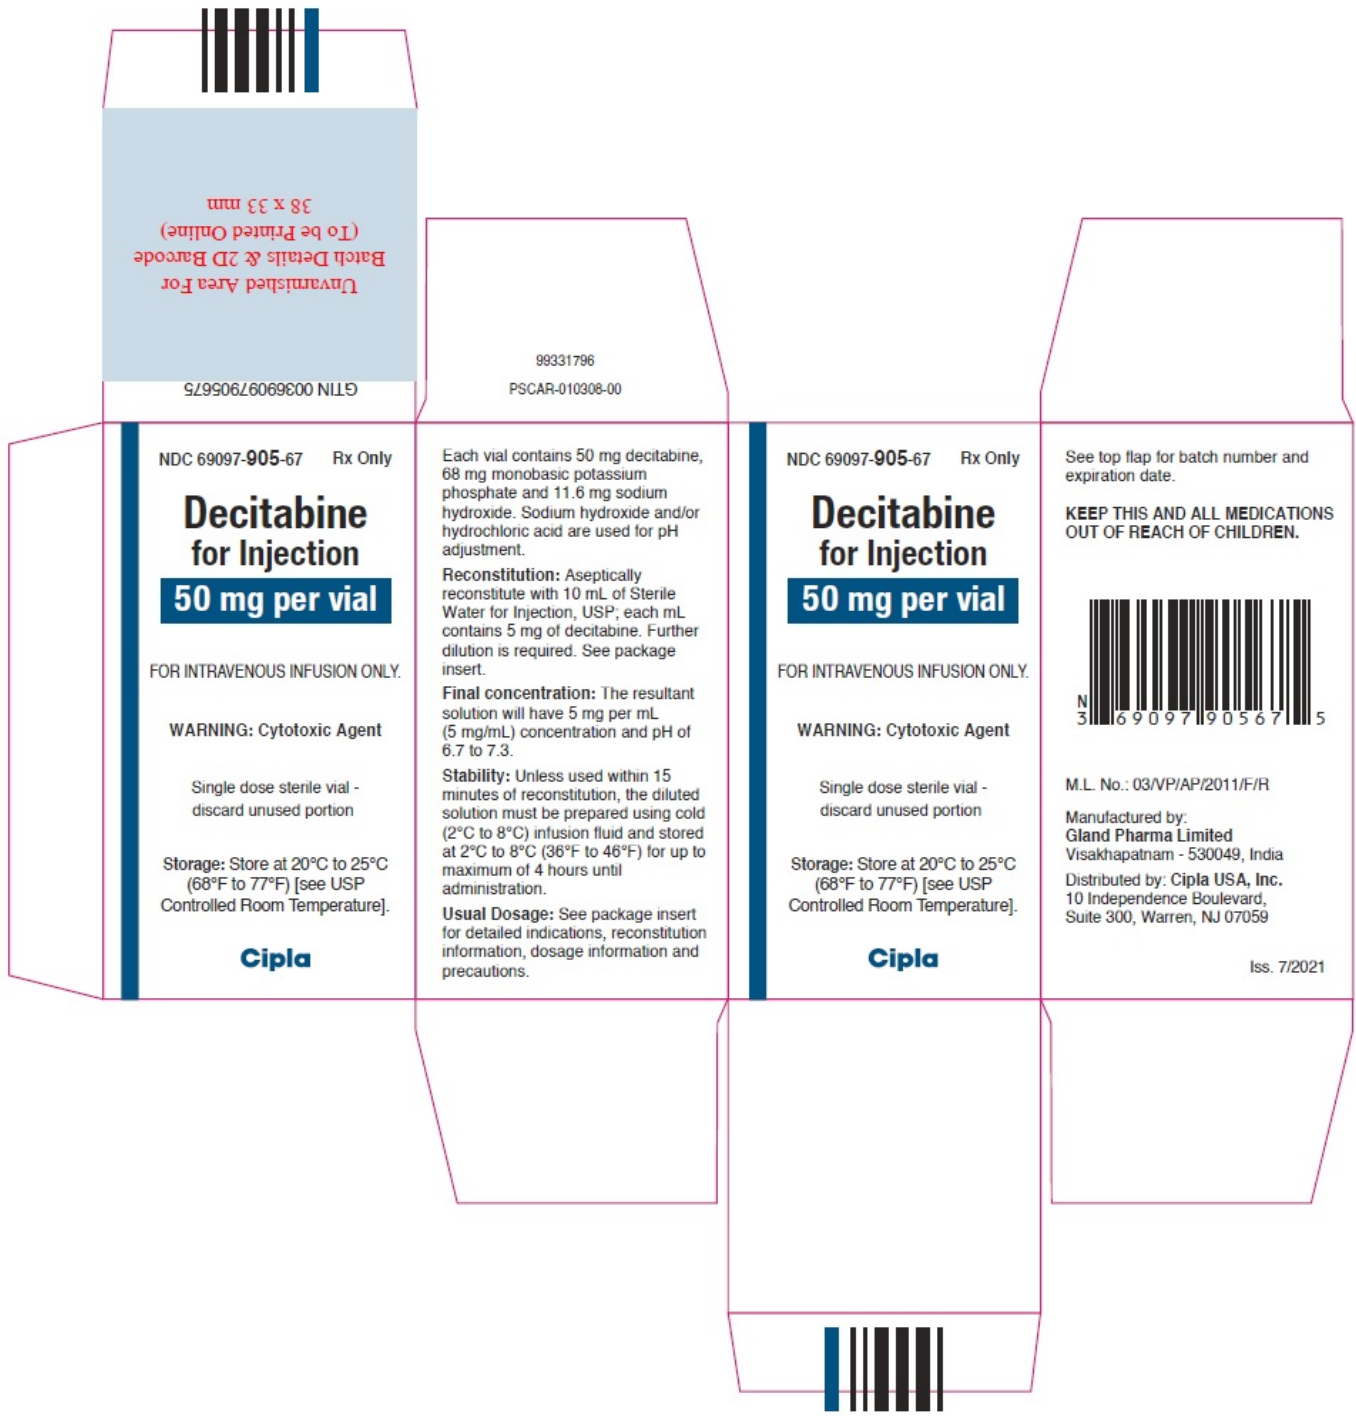 Unvarnished Area For
Batch Details & 2D Barcode
(To be Printed Online)
38 x 33 mm
GTIN 00369097905675
99331796
PSCAR-010308-00
NDC 69097-905-67 Rx Only
Decitabine
for Injection
50 mg per vial
FOR INTRAVENOUS INFUSION ONLY.
WARNING: Cytotoxic Agent
Single dose sterile vial -
discard unused portion
Storage: Store at 20°C to 25°C
(68°F to 77°F) [see USP
Controlled Room Temperature].
Cipla
Each vial contains 50 mg decitabine,
68 mg monobasic potassium
phosphate and 11.6 mg sodium
hydroxide. Sodium hydroxide and/or
hydrochloric acid are used for pH
adjustment.
Reconstitution: Aseptically
reconstitute with 10 mL of Sterile
Water for Injection, USP; each mL
contains 5 mg of decitabine. Further
dilution is required. See package
insert.
Final concentration: The resultant
solution will have 5 mg per mL
(5 mg/mL) concentration and pH of
6.7 to 7.3.
Stability: Unless used within 15
minutes of reconstitution, the diluted
solution must be prepared using cold
(2°C to 8°C) infusion fluid and stored
at 2°C to 8°C (36°F to 46°F) for up to
maximum of 4 hours until
administration.
Usual Dosage: See package insert
for detailed indications, reconstitution
information, dosage information and
precautions.
NDC 69097-905-67 Rx Only
Decitabine
for Injection
50 mg per vial
FOR INTRAVENOUS INFUSION ONLY.
WARNING: Cytotoxic Agent
Single dose sterile vial -
discard unused portion
Storage: Store at 20°C to 25°C
(68°F to 77°F) [see USP
Controlled Room Temperature].
Cipla
See top flap for batch number and
expiration date.
KEEP THIS AND ALL MEDICATIONS
OUT OF REACH OF CHILDREN.
N
3 69097 90567 5
M.L. No.: 03/VP/AP/2011/F/R
Manufactured by:
Gland Pharma Limited
Visakhapatnam - 530049, India
Distributed by: Cipla USA, Inc.
10 Independence Boulevard,
Suite 300, Warren, NJ 07059
Iss. 7/2021